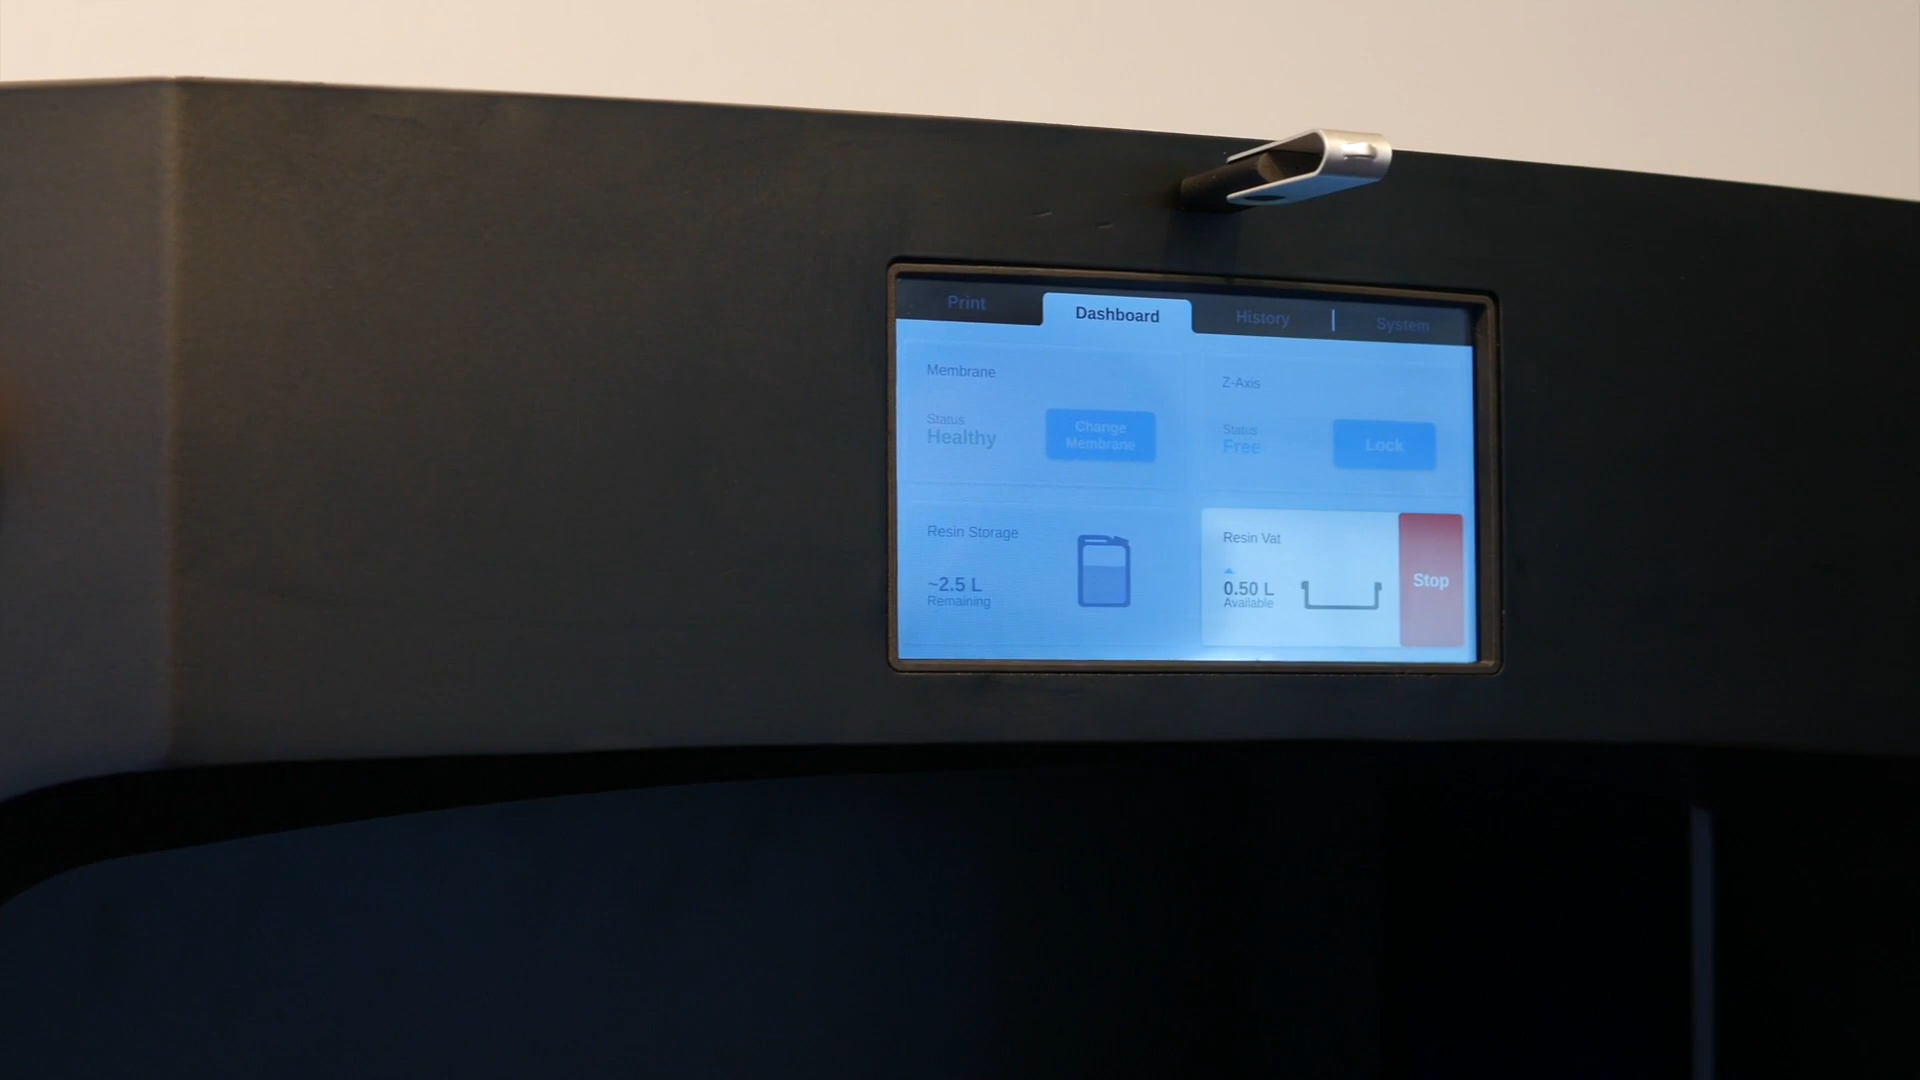 Print
Dashboard
History
System
Membrane
Status
Healthy
Change
Membrane
Z-Axis
Status
Free
Lock
Resin Storage
~2.5 L
Remaining
Resin Vat
0.50 L
Available
Stop